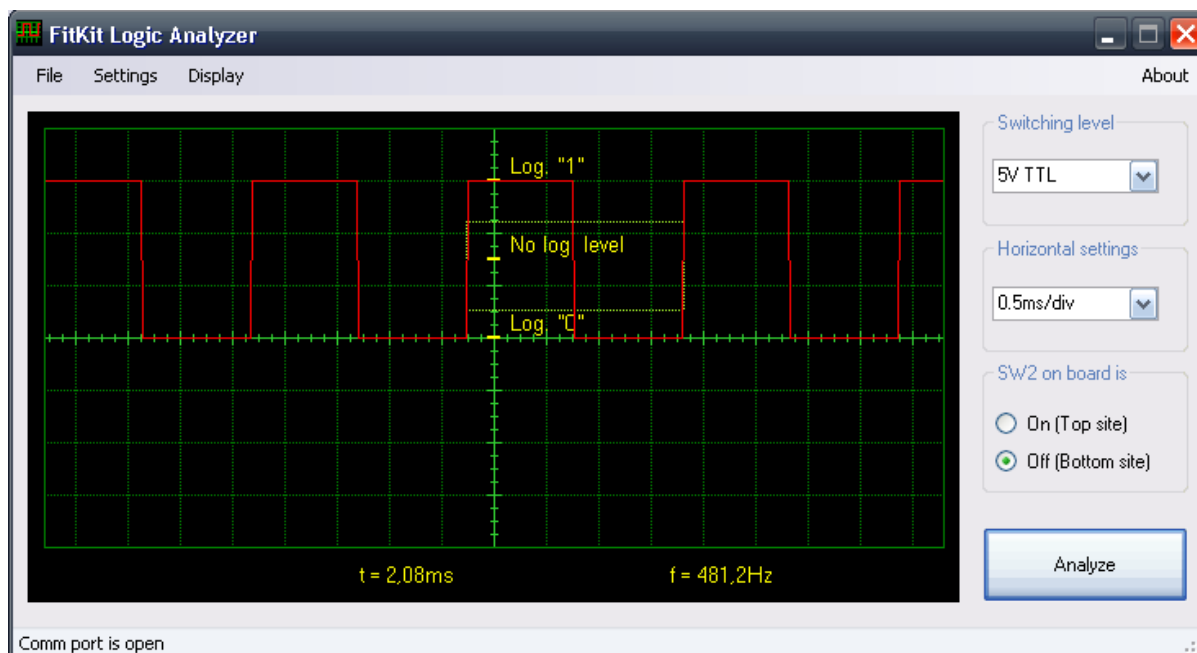 FitKit Logic Analyzer
File Settings Display About
Log. "1"
No log level
Log. "0"
t = 2,08ms f = 481,2Hz
Switching level
5V TTL
Horizontal settings
0.5ms/div
SW2 on board is
On (Top site)
Off (Bottom site)
Analyze
Comm port is open